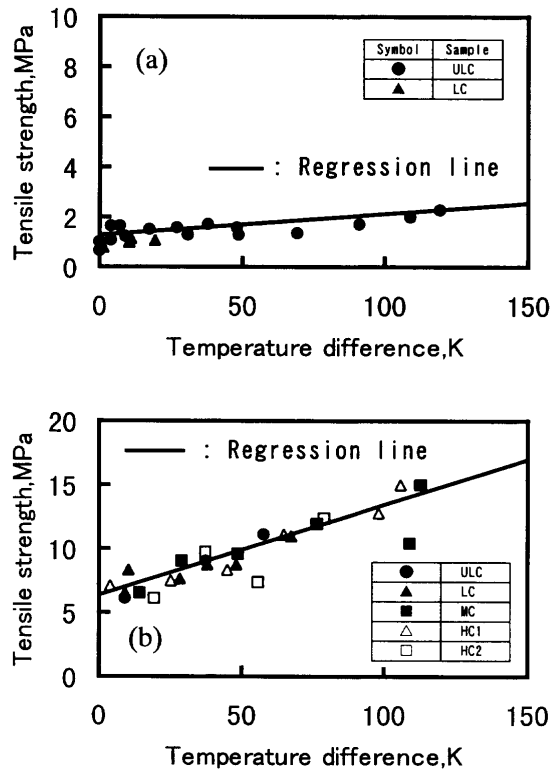 10
8
6
4
2
0
Tensile strength,MPa
(a)
Symbol Sample
ULC
LC
: Regression line
0 50 100 150
Temperature difference,K
20
15
10
5
0
Tensile strength,MPa
: Regression line
(b)
ULC
LC
MC
HC1
HC2
0 50 100 150
Temperature difference,K